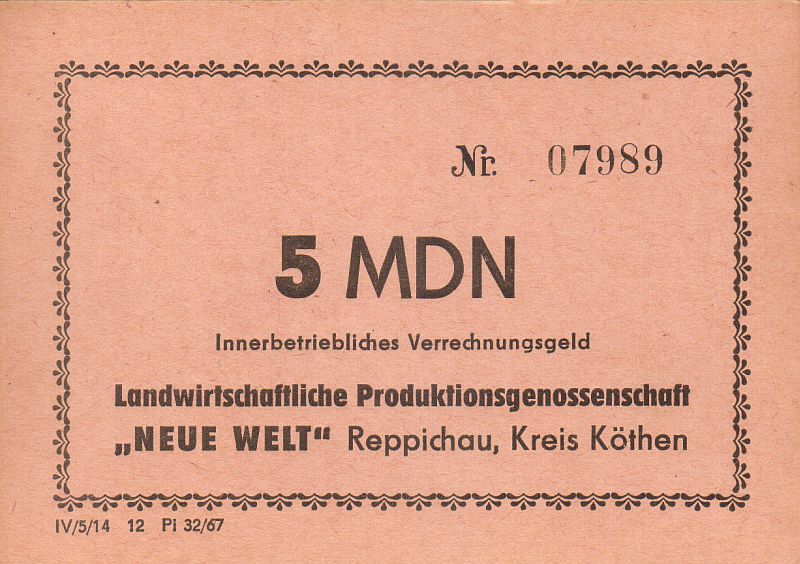 Nr. 07989
5 MDN
Innerbetriebliches Verrechnungsgeld
Landwirtschaftliche Produktionsgenossenschaft
„NEUE WELT" Reppichau, Kreis Köthen
IV/5/14 12 Pi 32/67